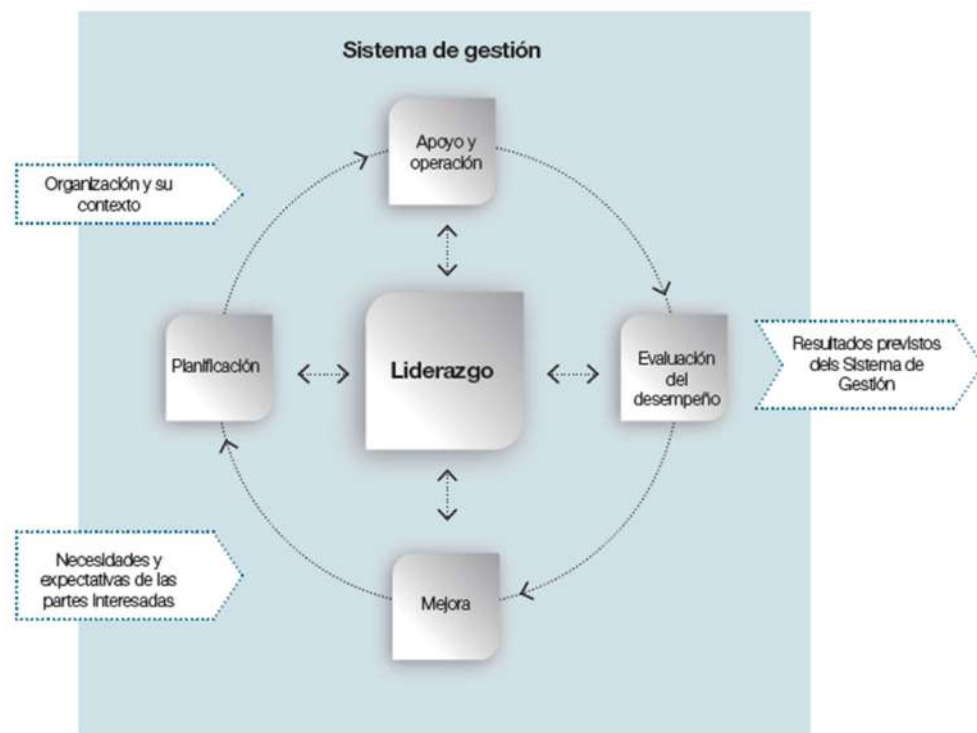 Sistema de gestión
Apoyo y
operación
Organización y su
contexto
Planificación
Liderazgo
Evaluación del
desempeño
Resultados previstos
dels Sistema de
Gestión
Necesidades y
expectativas de las
partes Interesadas
Mejora